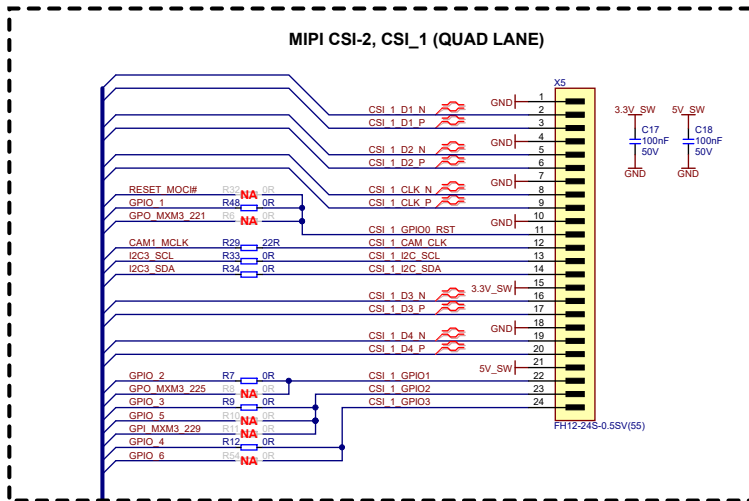 MIPI CSI-2, CSI_1 (QUAD LANE)
X5
GND 1
CSI_1_D1_N 2
CSI_1_D1_P 3
GND 4
CSI_1_D2_N 5
CSI_1_D2_P 6
GND 7
RESET_MOCI# R32 NA 0R CSI_1_CLK_N 8
GPIO_1 R48 0R CSI_1_CLK_P 9
GPO_MXM3_221 R6 NA 0R GND 10
CSI_1_GPIO0_RST 11
CAM1_MCLK R29 22R CSI_1_CAM_CLK 12
I2C3_SCL R33 0R CSI_1_I2C_SCL 13
I2C3_SDA R34 0R CSI_1_I2C_SDA 14
3.3V_SW 15
CSI_1_D3_N 16
CSI_1_D3_P 17
GND 18
CSI_1_D4_N 19
CSI_1_D4_P 20
5V_SW 21
GPIO_2 R7 0R CSI_1_GPIO1 22
GPO_MXM3_225 R8 NA 0R CSI_1_GPIO2 23
GPIO_3 R9 0R CSI_1_GPIO3 24
GPIO_5 R10 NA 0R
GPI_MXM3_229 R11 NA 0R
GPIO_4 R12 0R
GPIO_6 R54 NA 0R
FH12-24S-0.5SV(55)
3.3V_SW 5V_SW
C17 C18
100nF 100nF
50V 50V
GND GND